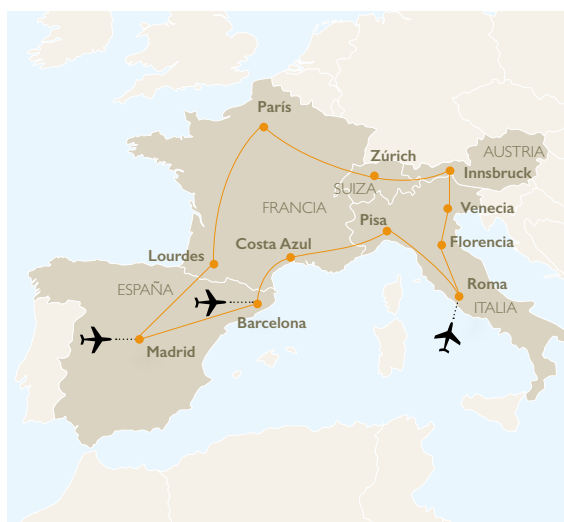 París
Zúrich
AUSTRIA
Innsbruck
SUIZA
FRANCIA
Venecia
Pisa
Costa Azul
Florencia
Lourdes
ESPAÑA
Roma
ITALIA
Barcelona
Madrid